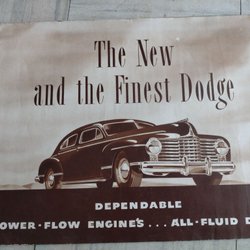 The New
and the Finest Dodge
DEPENDABLE
OWER-FLOW ENGINES...ALL-FLUID